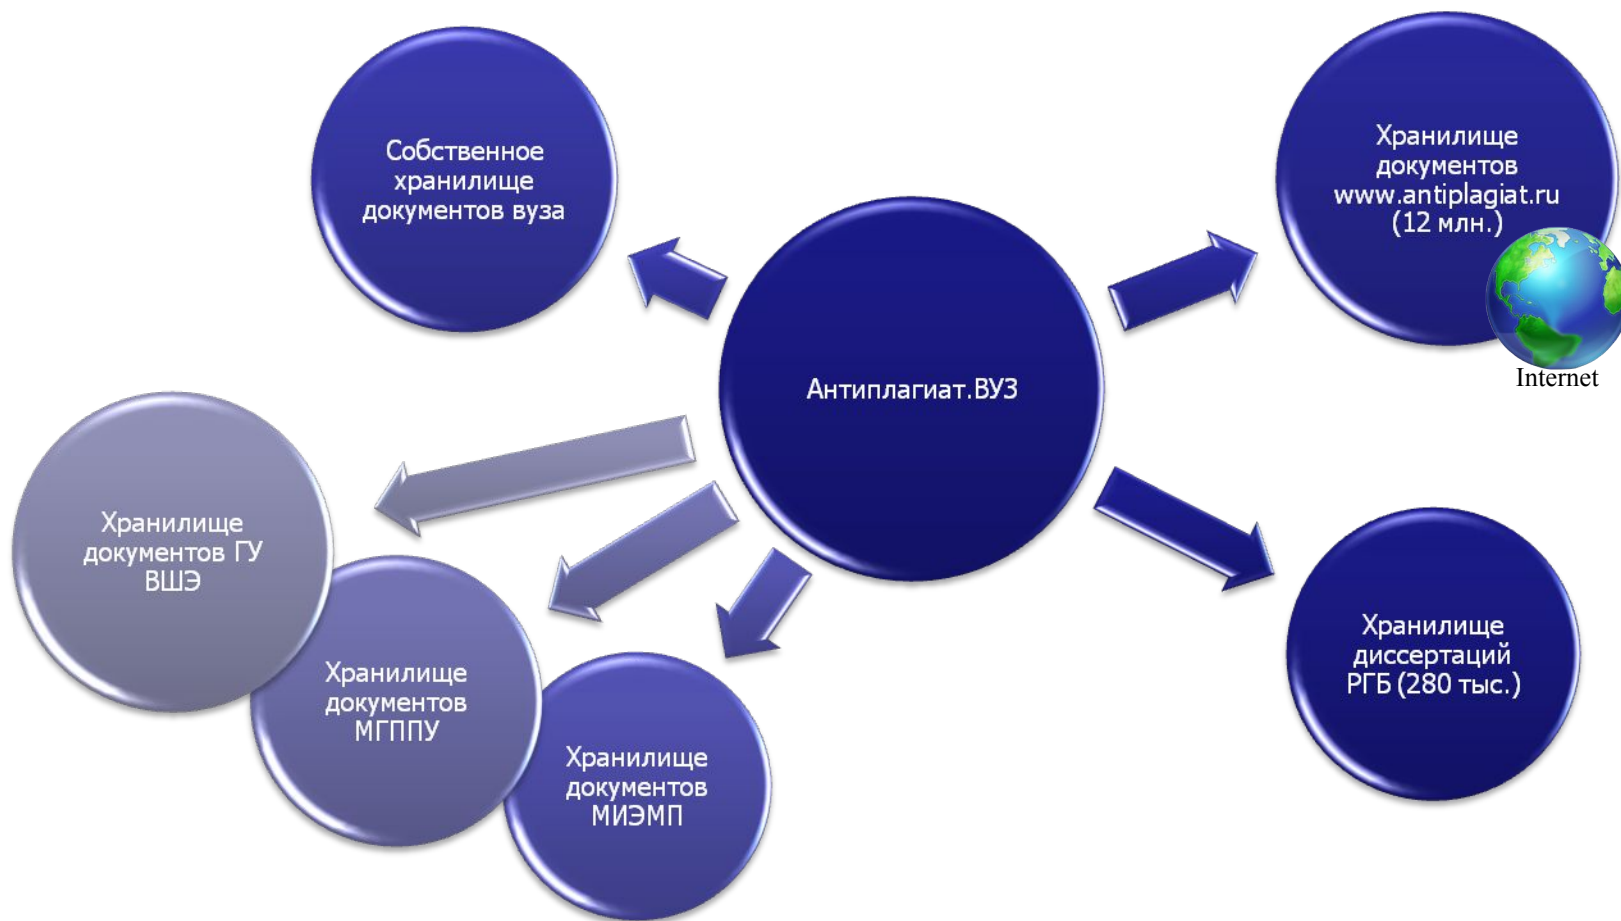 Собственное
хранилище
документов вуза
Хранилище
документов
www.antiplagiat.ru
(12 млн.)
Internet
Антиплагиат.ВУЗ
Хранилище
документов ГУ
ВШЭ
Хранилище
документов
МГППУ
Хранилище
документов
МИЭМП
Хранилище
диссертаций
РГБ (280 тыс.)